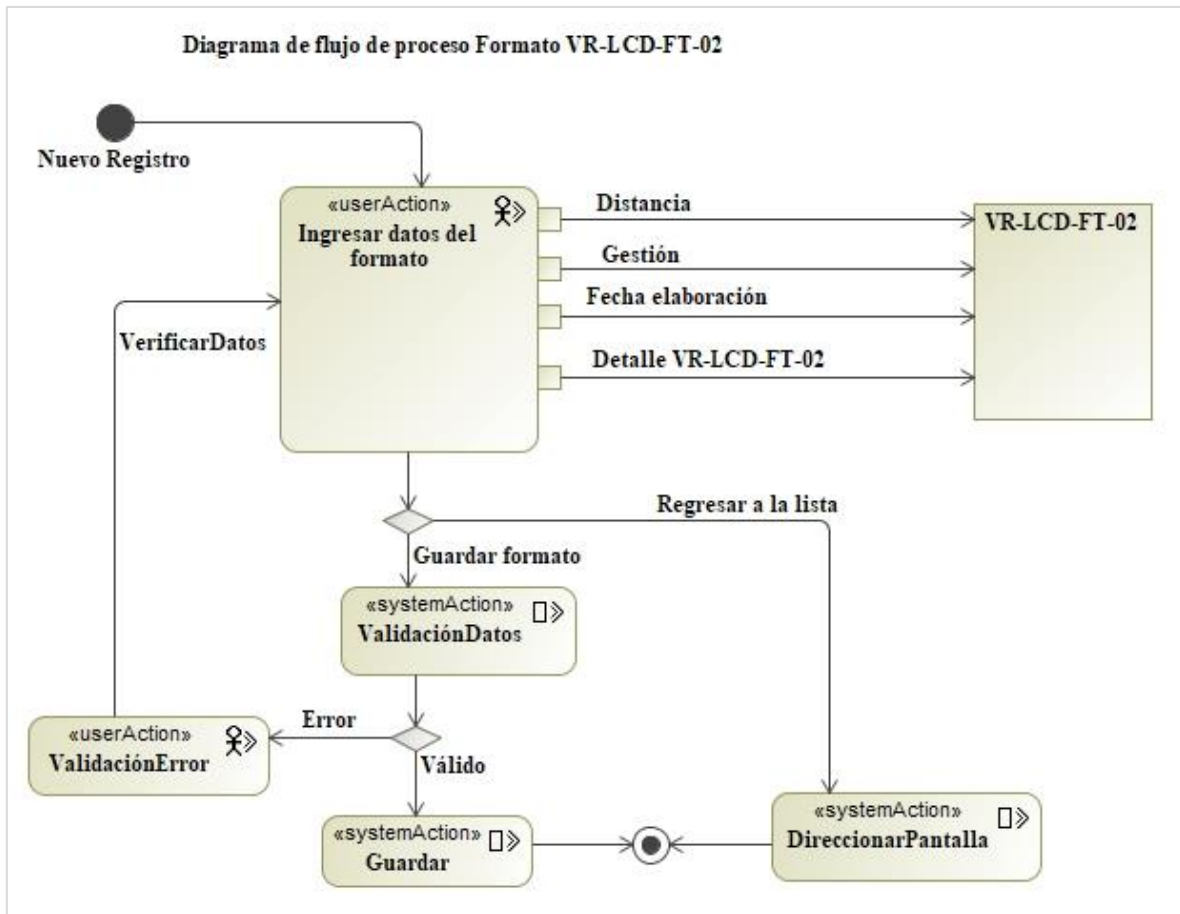 Diagrama de flujo de proceso Formato VR-LCD-FT-02
Nuevo Registro
«userAction»
Ingresar datos del
formato
Distancia
Gestión
Fecha elaboración
Detalle VR-LCD-FT-02
VR-LCD-FT-02
VerificarDatos
Regresar a la lista
Guardar formato
«systemAction»
ValidaciónDatos
Error
«userAction»
ValidaciónError
Válido
«systemAction»
Guardar
«systemAction»
DireccionarPantalla